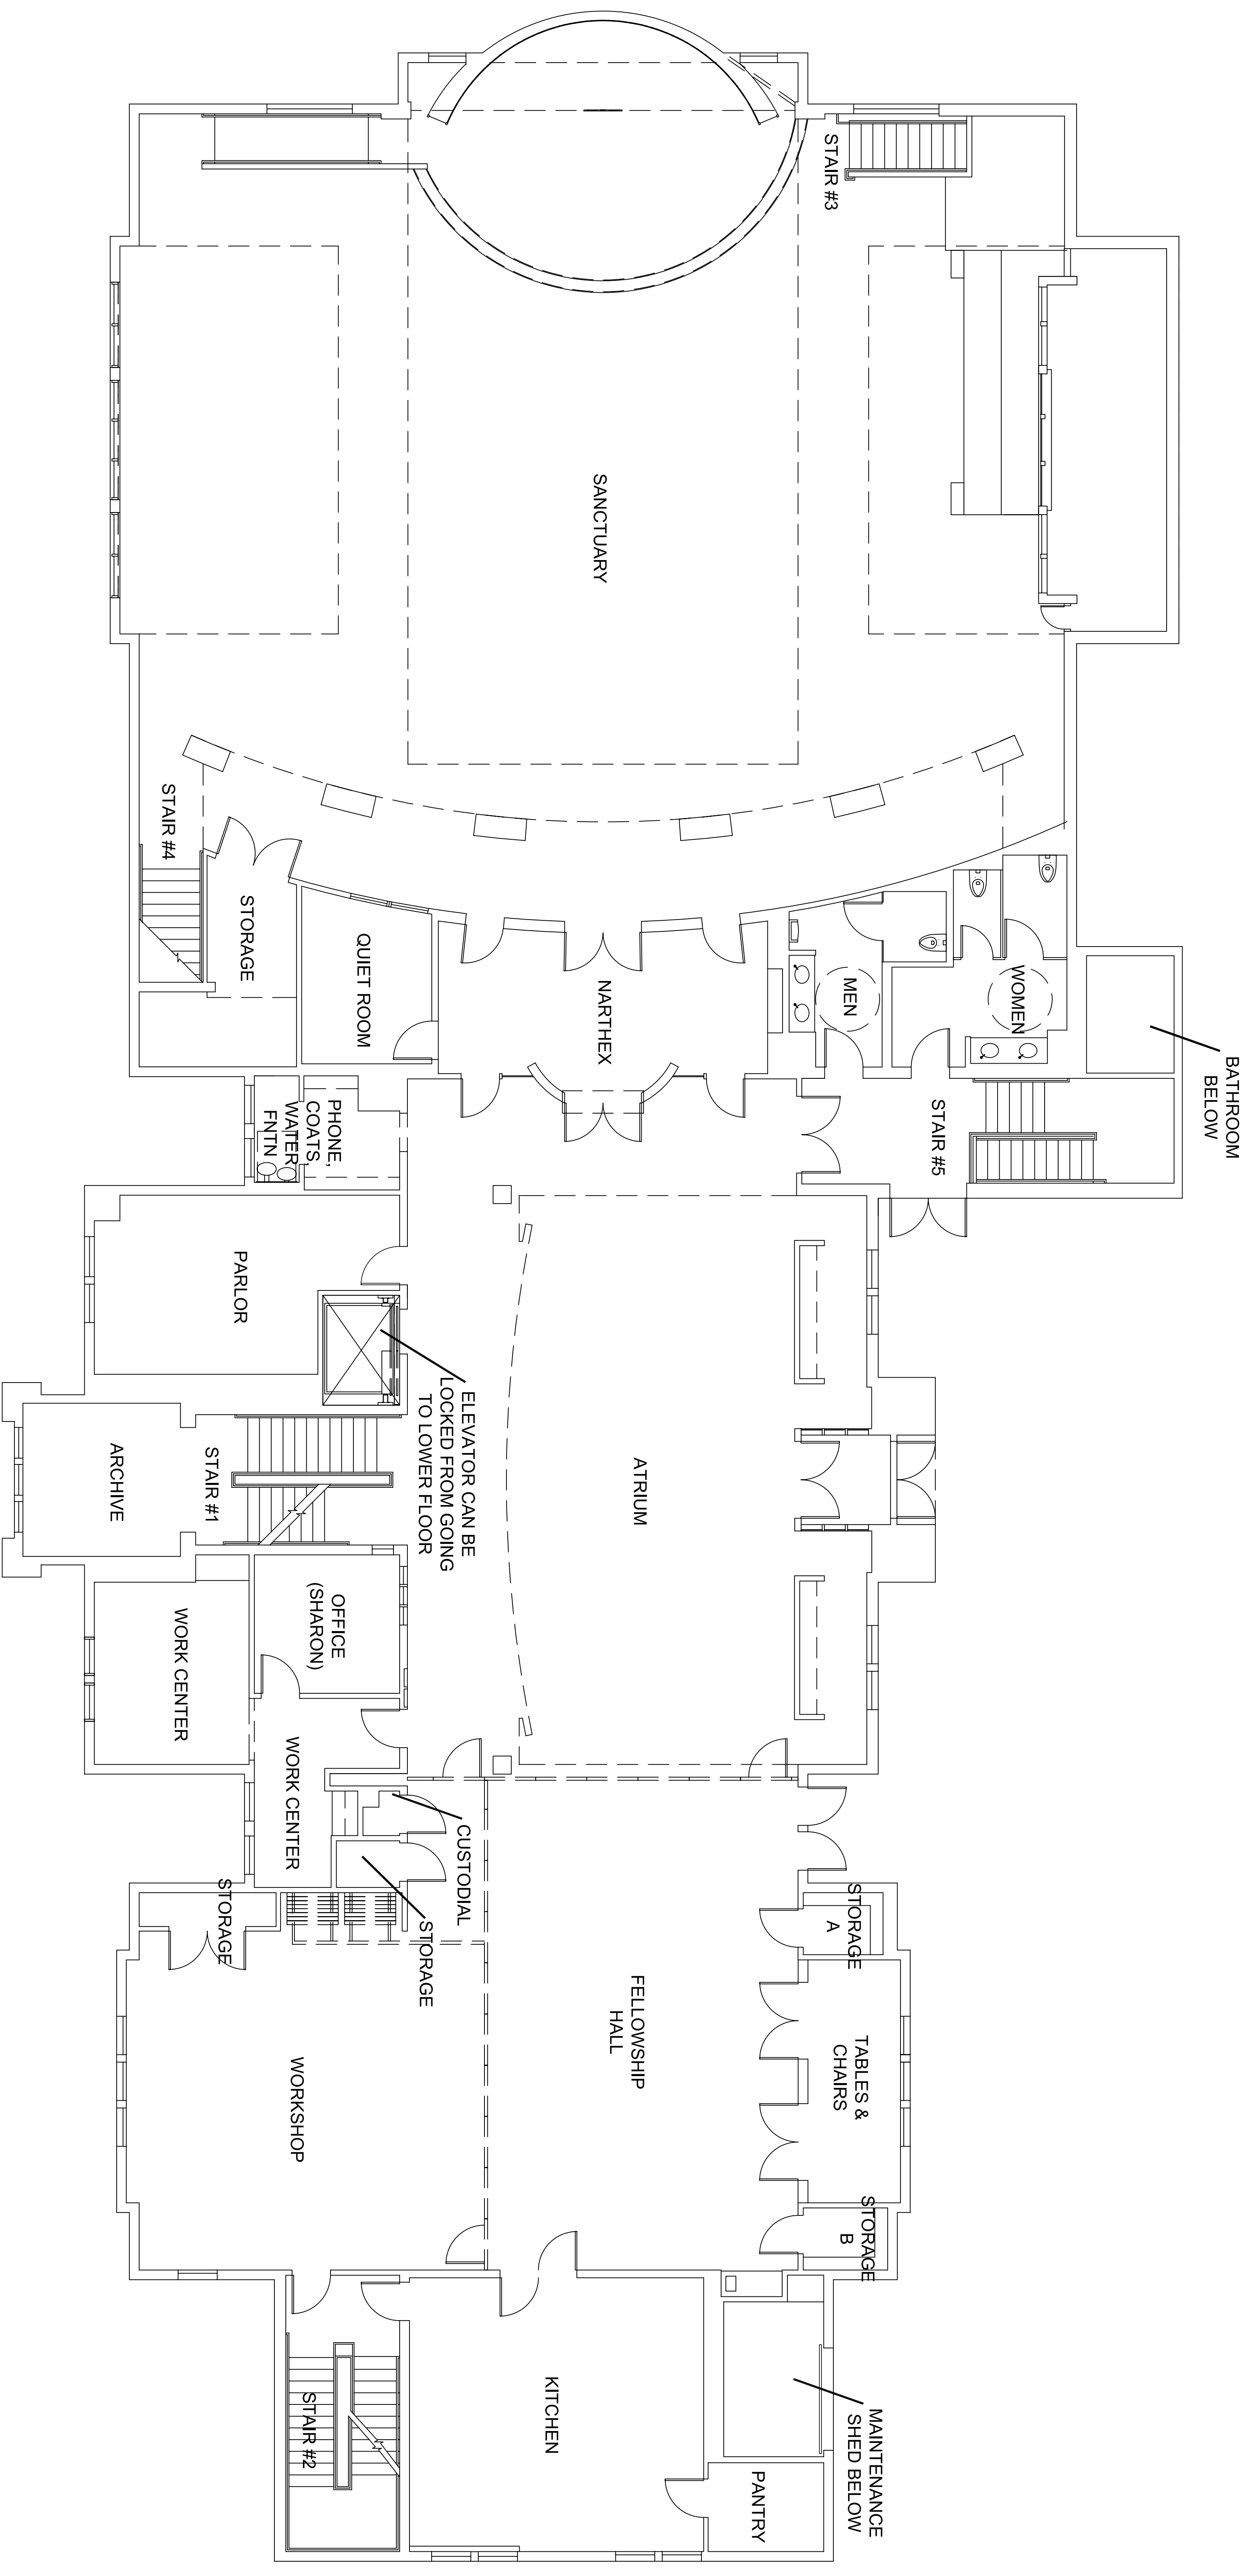 STAIR #3
SANCTUARY
STAIR #4
STORAGE
QUIET ROOM
NARTHEX
MEN
WOMEN
BATHROOM
BELOW
STAIR #5
PHONE,
COATS,
WATER
FNTN
PARLOR
ELEVATOR CAN BE
LOCKED FROM GOING
TO LOWER FLOOR
ATRIUM
ARCHIVE
STAIR #1
OFFICE
(SHARON)
WORK CENTER
WORK CENTER
CUSTODIAL
STORAGE
STORAGE
STORAGE
A
FELLOWSHIP
HALL
TABLES &
CHAIRS
WORKSHOP
STORAGE
B
STAIR #2
KITCHEN
MAINTENANCE
SHED BELOW
PANTRY